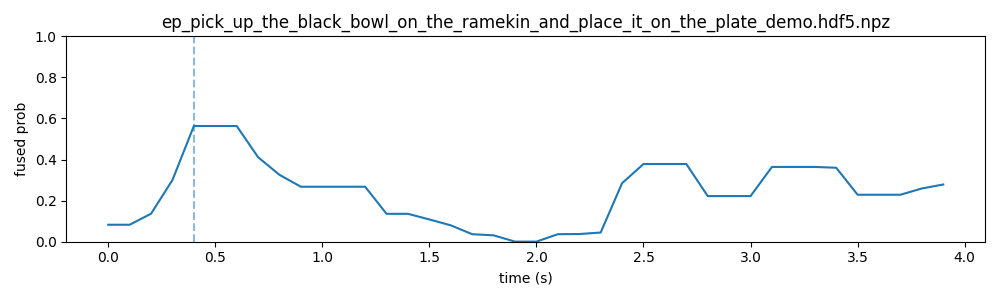 ep_pick_up_the_black_bowl_on_the_ramekin_and_place_it_on_the_plate_demo.hdf5.npz
fused prob
1.0
0.8
0.6
0.4
0.2
0.0
0.0 0.5 1.0 1.5 2.0 2.5 3.0 3.5 4.0
time (s)